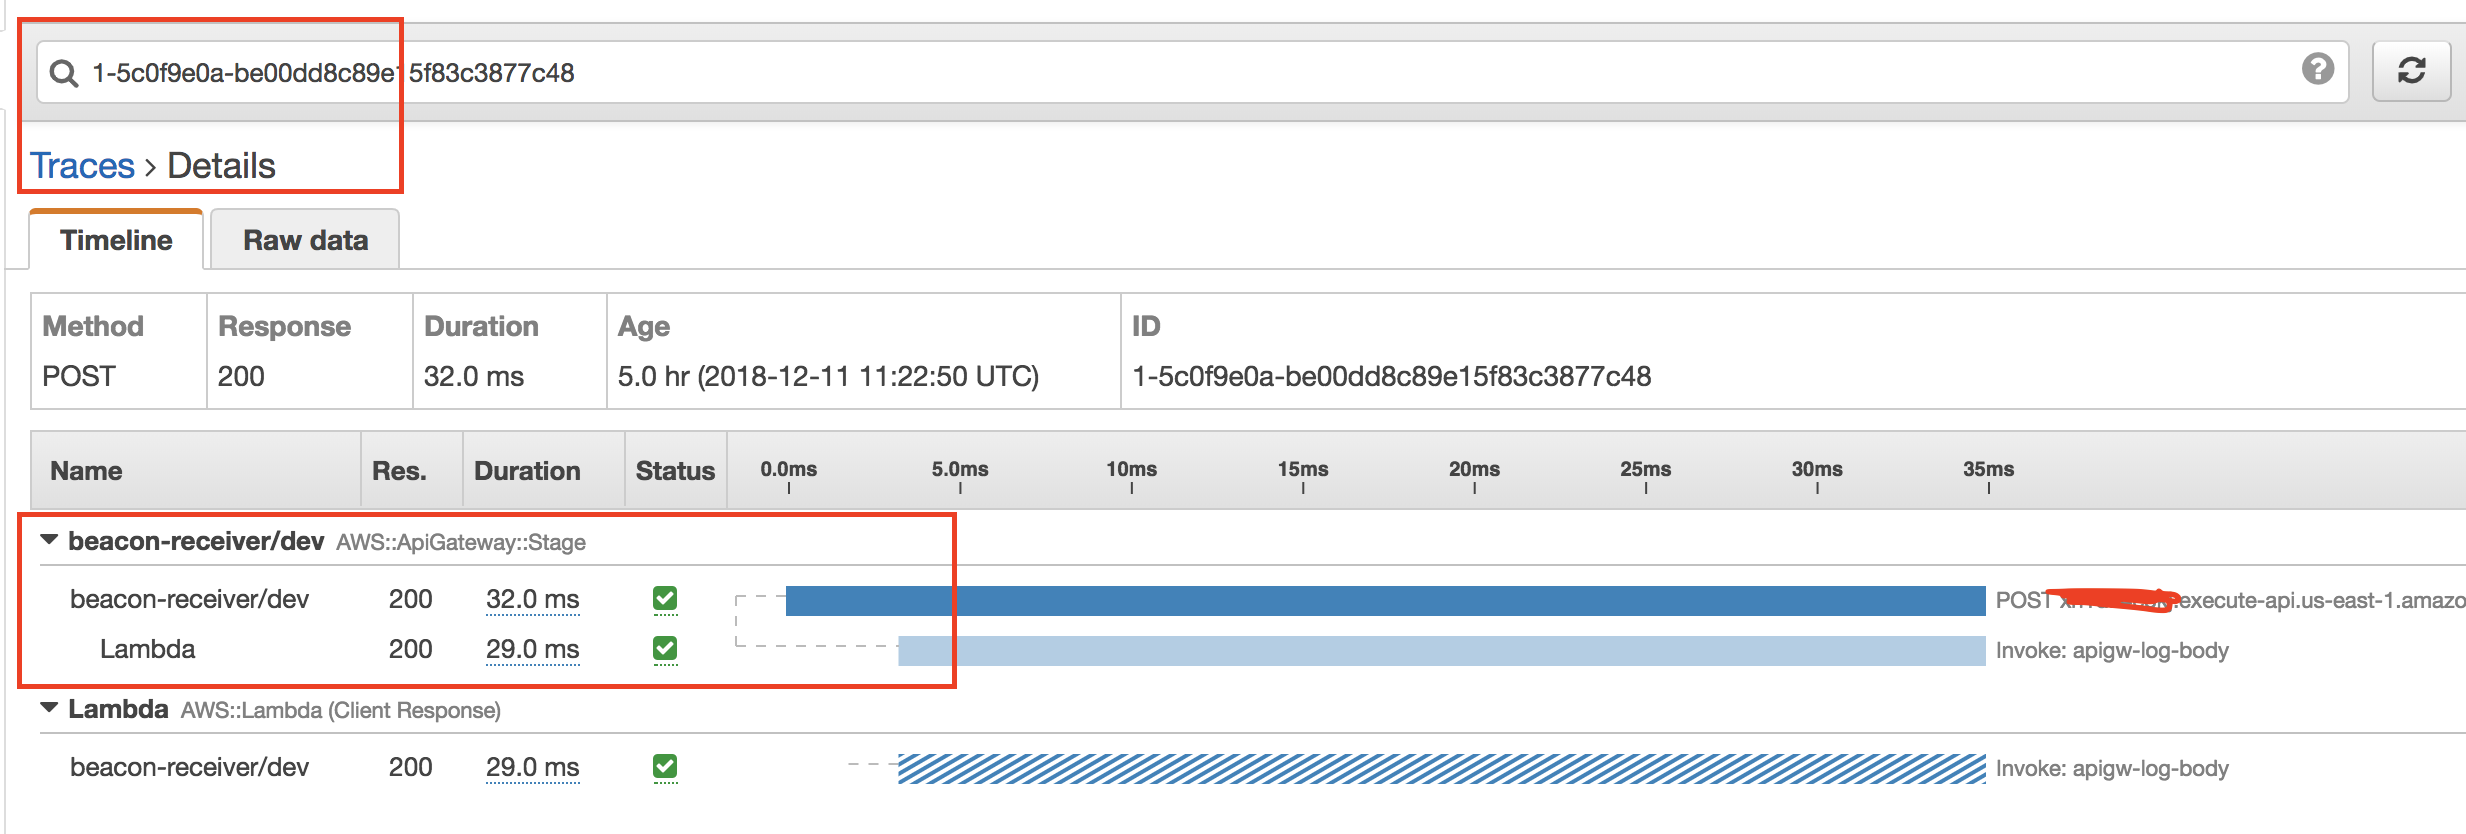 1-5c0f9e0a-be00dd8c89e15f83c3877c48
Traces › Details
Timeline Raw data
Method Response Duration Age ID
POST 200 32.0 ms 5.0 hr (2018-12-11 11:22:50 UTC) 1-5c0f9e0a-be00dd8c89e15f83c3877c48
Name Res. Duration Status 0.0ms 5.0ms 10ms 15ms 20ms 25ms 30ms 35ms
beacon-receiver/dev AWS::ApiGateway::Stage
beacon-receiver/dev 200 32.0 ms POST .execute-api.us-east-1.amazo
Lambda 200 29.0 ms Invoke: apigw-log-body
Lambda AWS::Lambda (Client Response)
beacon-receiver/dev 200 29.0 ms Invoke: apigw-log-body